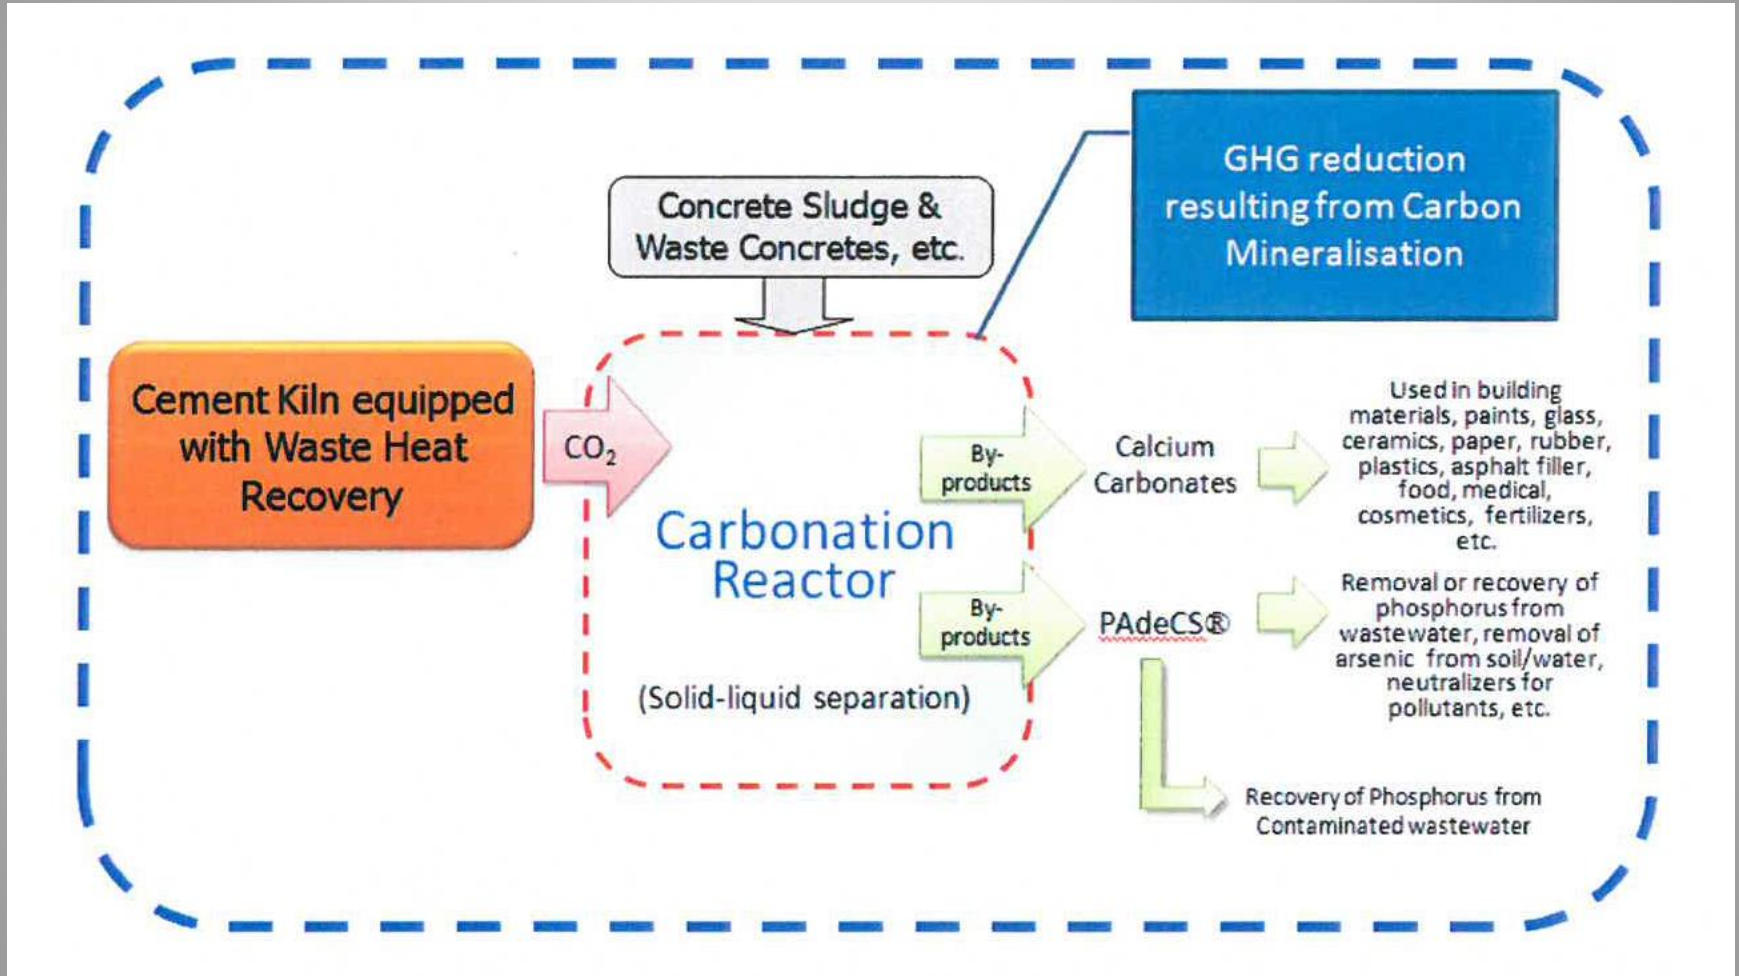 GHG reduction
resulting from Carbon
Mineralisation
Concrete Sludge &
Waste Concretes, etc.
Cement Kiln equipped
with Waste Heat
Recovery
CO₂
Carbonation
Reactor
(Solid-liquid separation)
By-
products
Calcium
Carbonates
Used in building
materials, paints, glass,
ceramics, paper, rubber,
plastics, asphalt filler,
food, medical,
cosmetics, fertilizers,
etc.
By-
products
PAdeCS®
Removal or recovery of
phosphorus from
wastewater, removal of
arsenic from soil/water,
neutralizers for
pollutants, etc.
Recovery of Phosphorus from
Contaminated wastewater